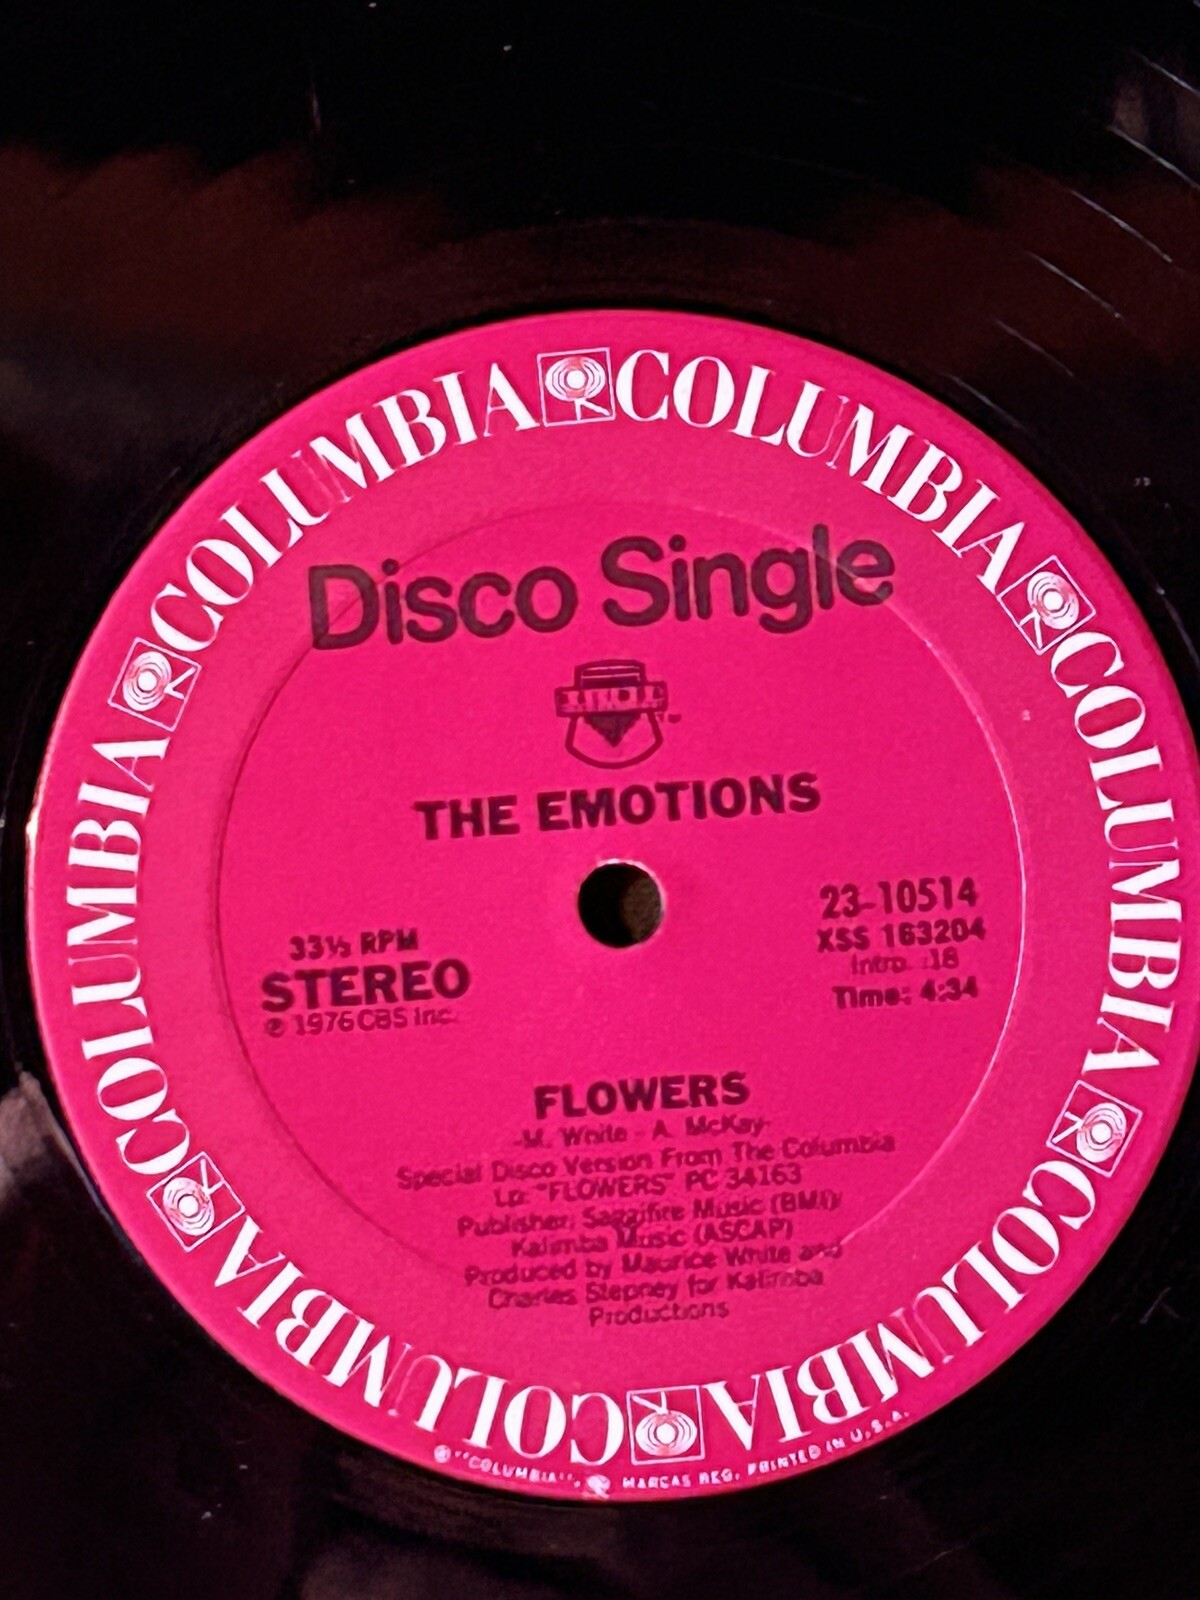 COLUMBIA COLUMBIA COLUMBIA COLUMBIA COLUMBIA COLUMBIA
Disco Single
THE EMOTIONS
33⅓ RPM
STEREO
℗ 1976 CBS Inc.
23-10514
XSS 163204
Intro. :18
Time: 4:34
FLOWERS
-M. White - A. McKay-
Special Disco Version From The Columbia
Lp: "FLOWERS" PC 34163
Publisher: Saggifire Music (BMI)/
Kalimba Music (ASCAP)
Produced by Maurice White and
Charles Stepney for Kalimba
Productions
® "COLUMBIA", MARCAS REG. PRINTED IN U.S.A.